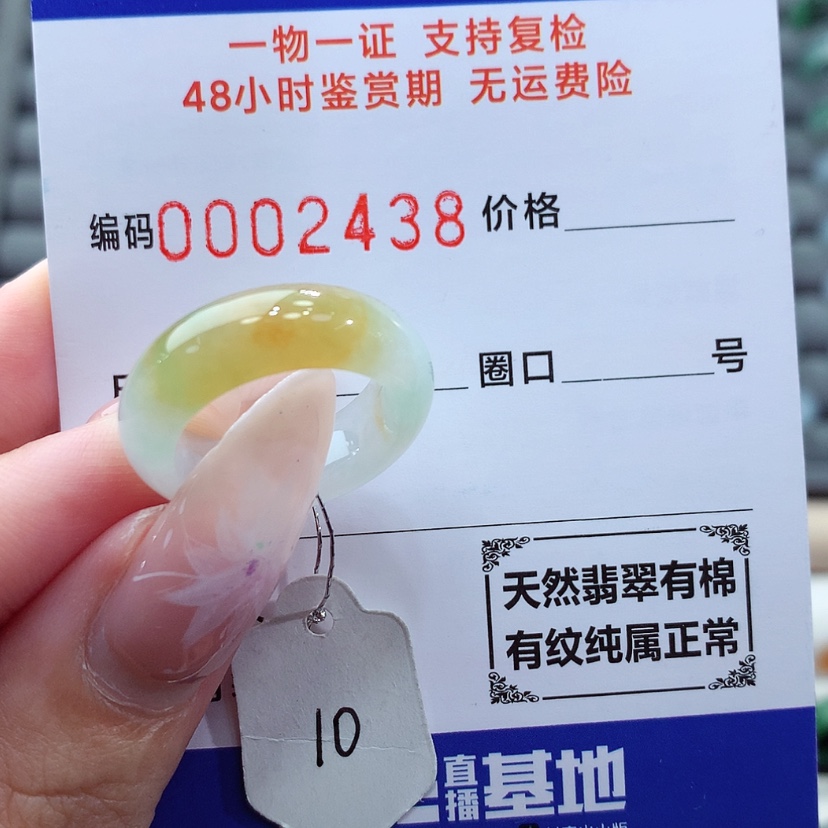 一物一证 支持复检
48小时鉴赏期 无运费险
编码0002438 价格
圈口 号
天然翡翠有棉
有纹纯属正常
10
直播基地